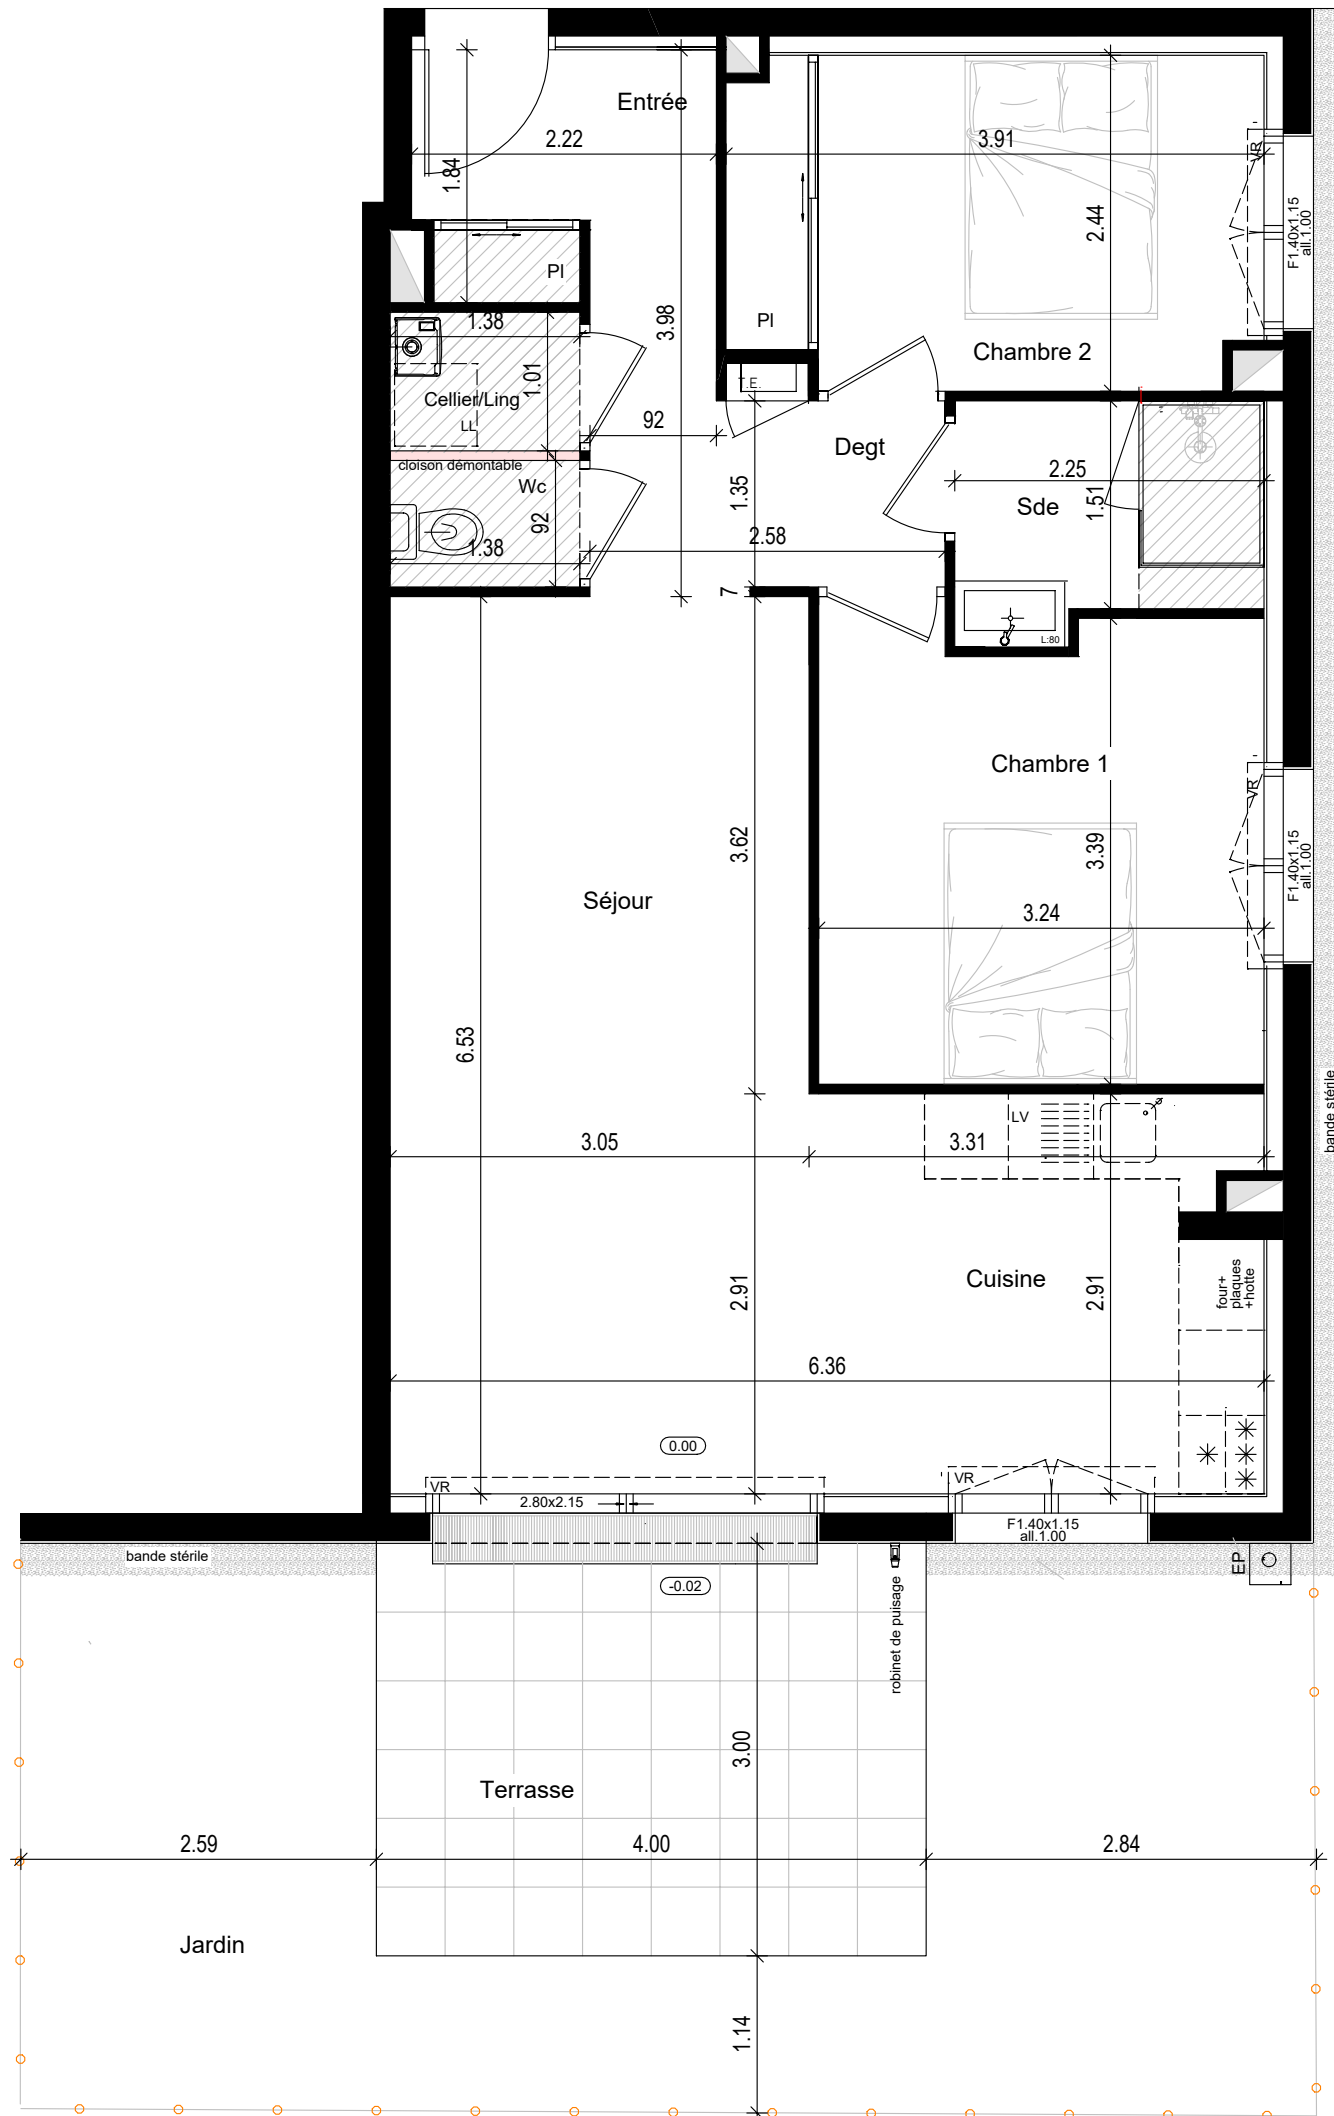 Entrée
2.22
3.91
1.84
VR
2.44
F1.40x1.15
all.1.00
Pl
3.98
Pl
1.38
Chambre 2
1.01
T.E.
Cellier/Ling
LL
92
Degt
cloison démontable
Wc
1.35
2.25
1.51
Sde
92
2.58
1.38
7
L:80
Chambre 1
VR
3.62
3.39
F1.40x1.15
all.1.00
Séjour
3.24
6.53
bande stérile
LV
3.05
3.31
Cuisine
2.91
2.91
four+
plaques
+hotte
6.36
0.00
VR
VR
2.80x2.15
F1.40x1.15
all.1.00
bande stérile
EP
-0.02
robinet de puisage
3.00
Terrasse
2.59
4.00
2.84
Jardin
1.14